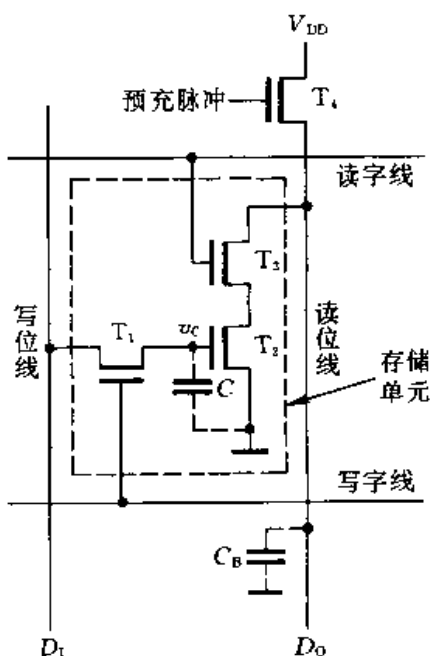 V_DD
预充脉冲
T₄
读字线
T₃
写位线
T₁
v_C
T₂
读位线
C
存储
单元
写字线
C_B
D_I
D_O